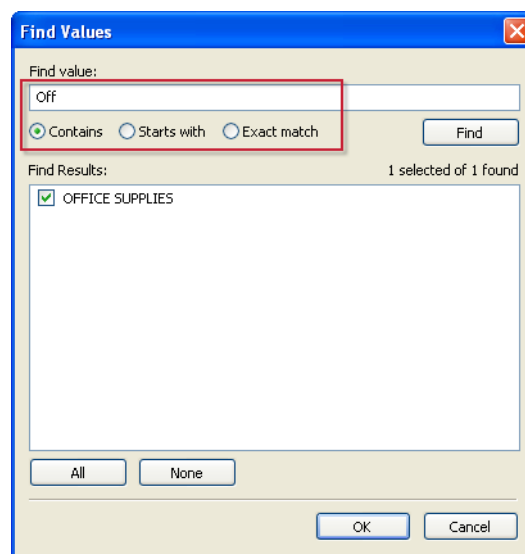 Find Values
Find value:
Off
Contains Starts with Exact match Find
Find Results: 1 selected of 1 found
OFFICE SUPPLIES
All None
OK Cancel